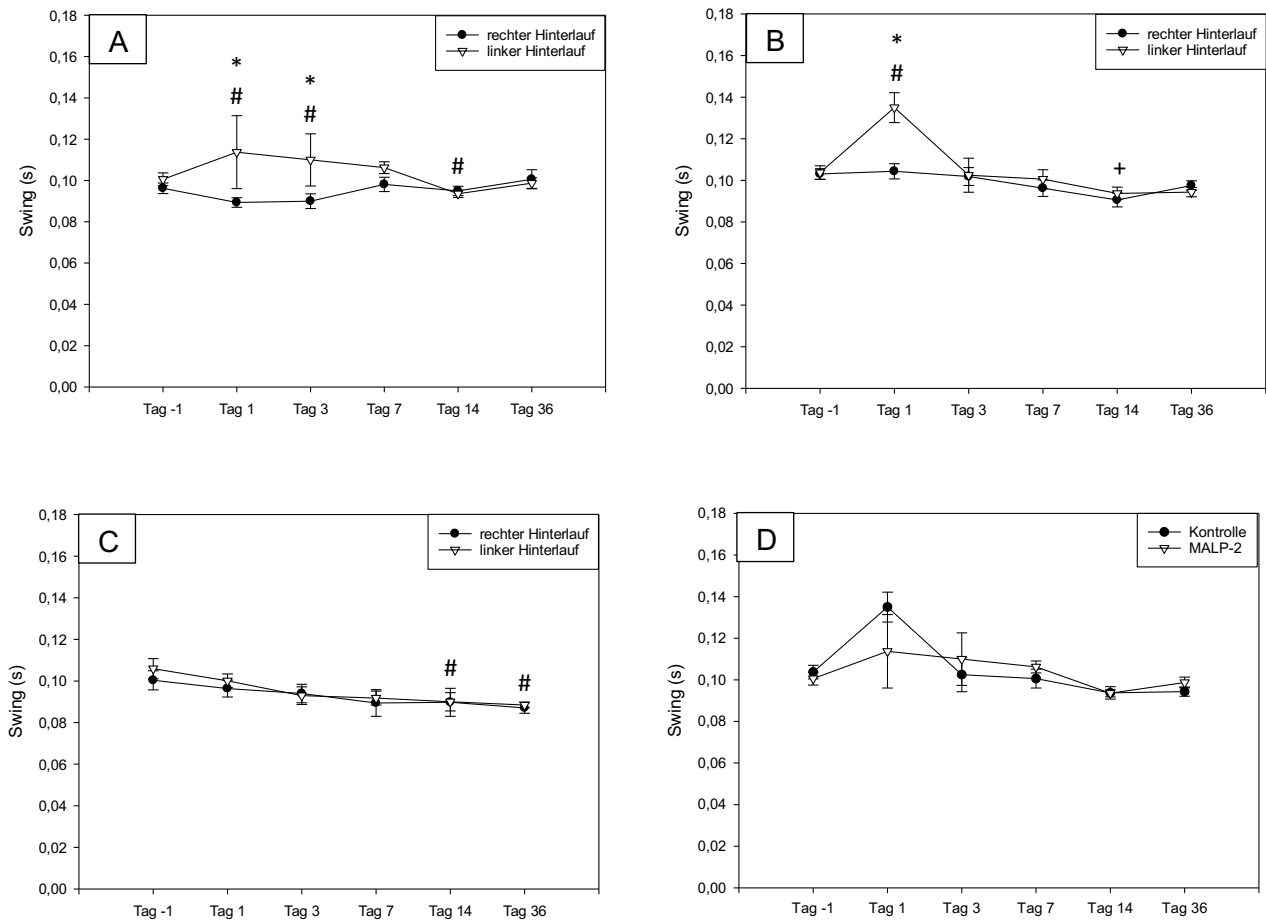 A
rechter Hinterlauf
linker Hinterlauf
Swing (s)
0,18
0,16
0,14
0,12
0,10
0,08
0,06
0,04
0,02
0,00
*
#
*
#
#
Tag -1 Tag 1 Tag 3 Tag 7 Tag 14 Tag 36
B
rechter Hinterlauf
linker Hinterlauf
Swing (s)
0,18
0,16
0,14
0,12
0,10
0,08
0,06
0,04
0,02
0,00
*
#
+
Tag -1 Tag 1 Tag 3 Tag 7 Tag 14 Tag 36
C
rechter Hinterlauf
linker Hinterlauf
Swing (s)
0,18
0,16
0,14
0,12
0,10
0,08
0,06
0,04
0,02
0,00
#
#
Tag -1 Tag 1 Tag 3 Tag 7 Tag 14 Tag 36
D
Kontrolle
MALP-2
Swing (s)
0,18
0,16
0,14
0,12
0,10
0,08
0,06
0,04
0,02
0,00
Tag -1 Tag 1 Tag 3 Tag 7 Tag 14 Tag 36